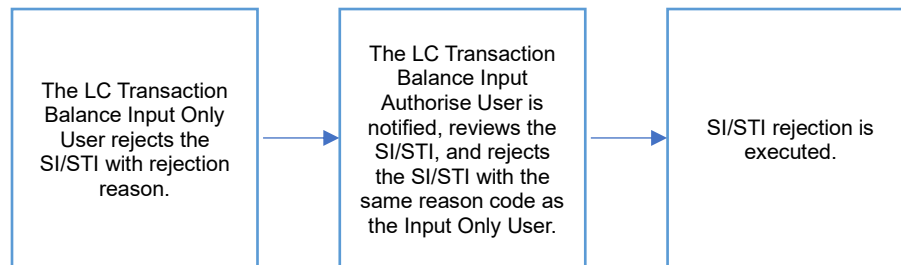 The LC Transaction
Balance Input Only
User rejects the
SI/STI with rejection
reason.
The LC Transaction
Balance Input
Authorise User is
notified, reviews the
SI/STI, and rejects
the SI/STI with the
same reason code as
the Input Only User.
SI/STI rejection is
executed.